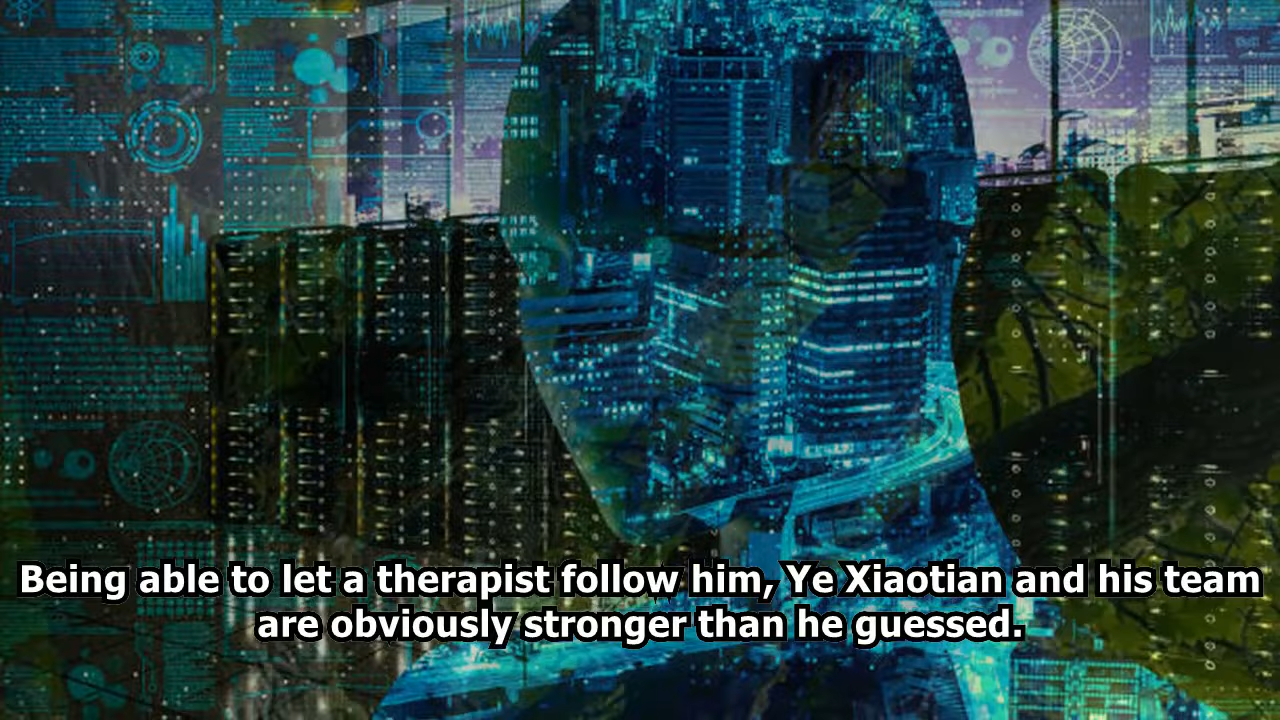 Being able to let a therapist follow him, Ye Xiaotian and his team
are obviously stronger than he guessed.